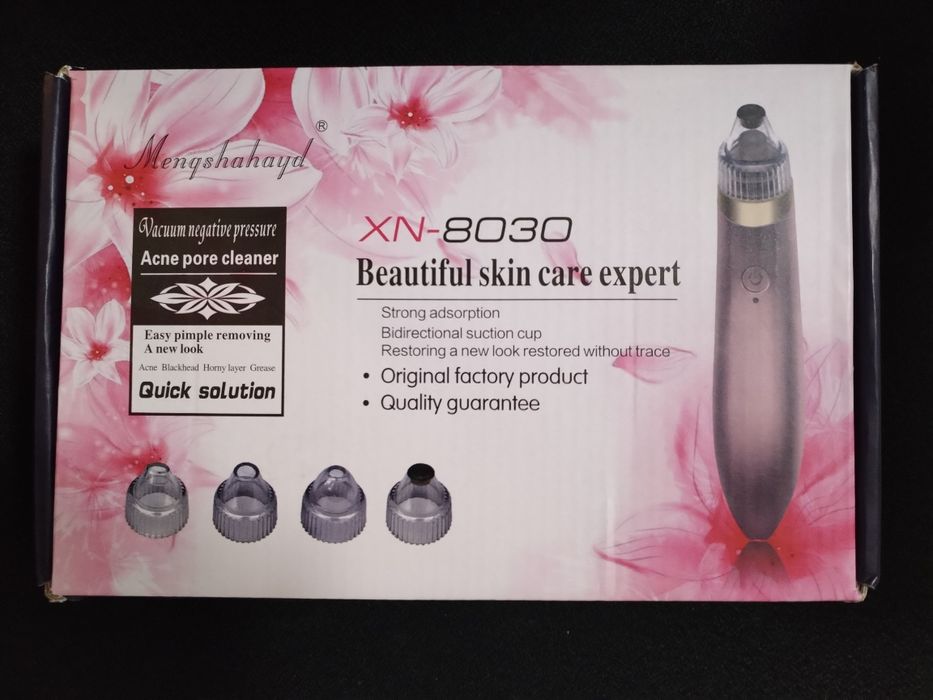 Mengshahayd®
Vacuum negative pressure
Acne pore cleaner
Easy pimple removing
A new look
Acne Blackhead Horny layer Grease
Quick solution
XN-8030
Beautiful skin care expert
Strong adsorption
Bidirectional suction cup
Restoring a new look restored without trace
• Original factory product
• Quality guarantee